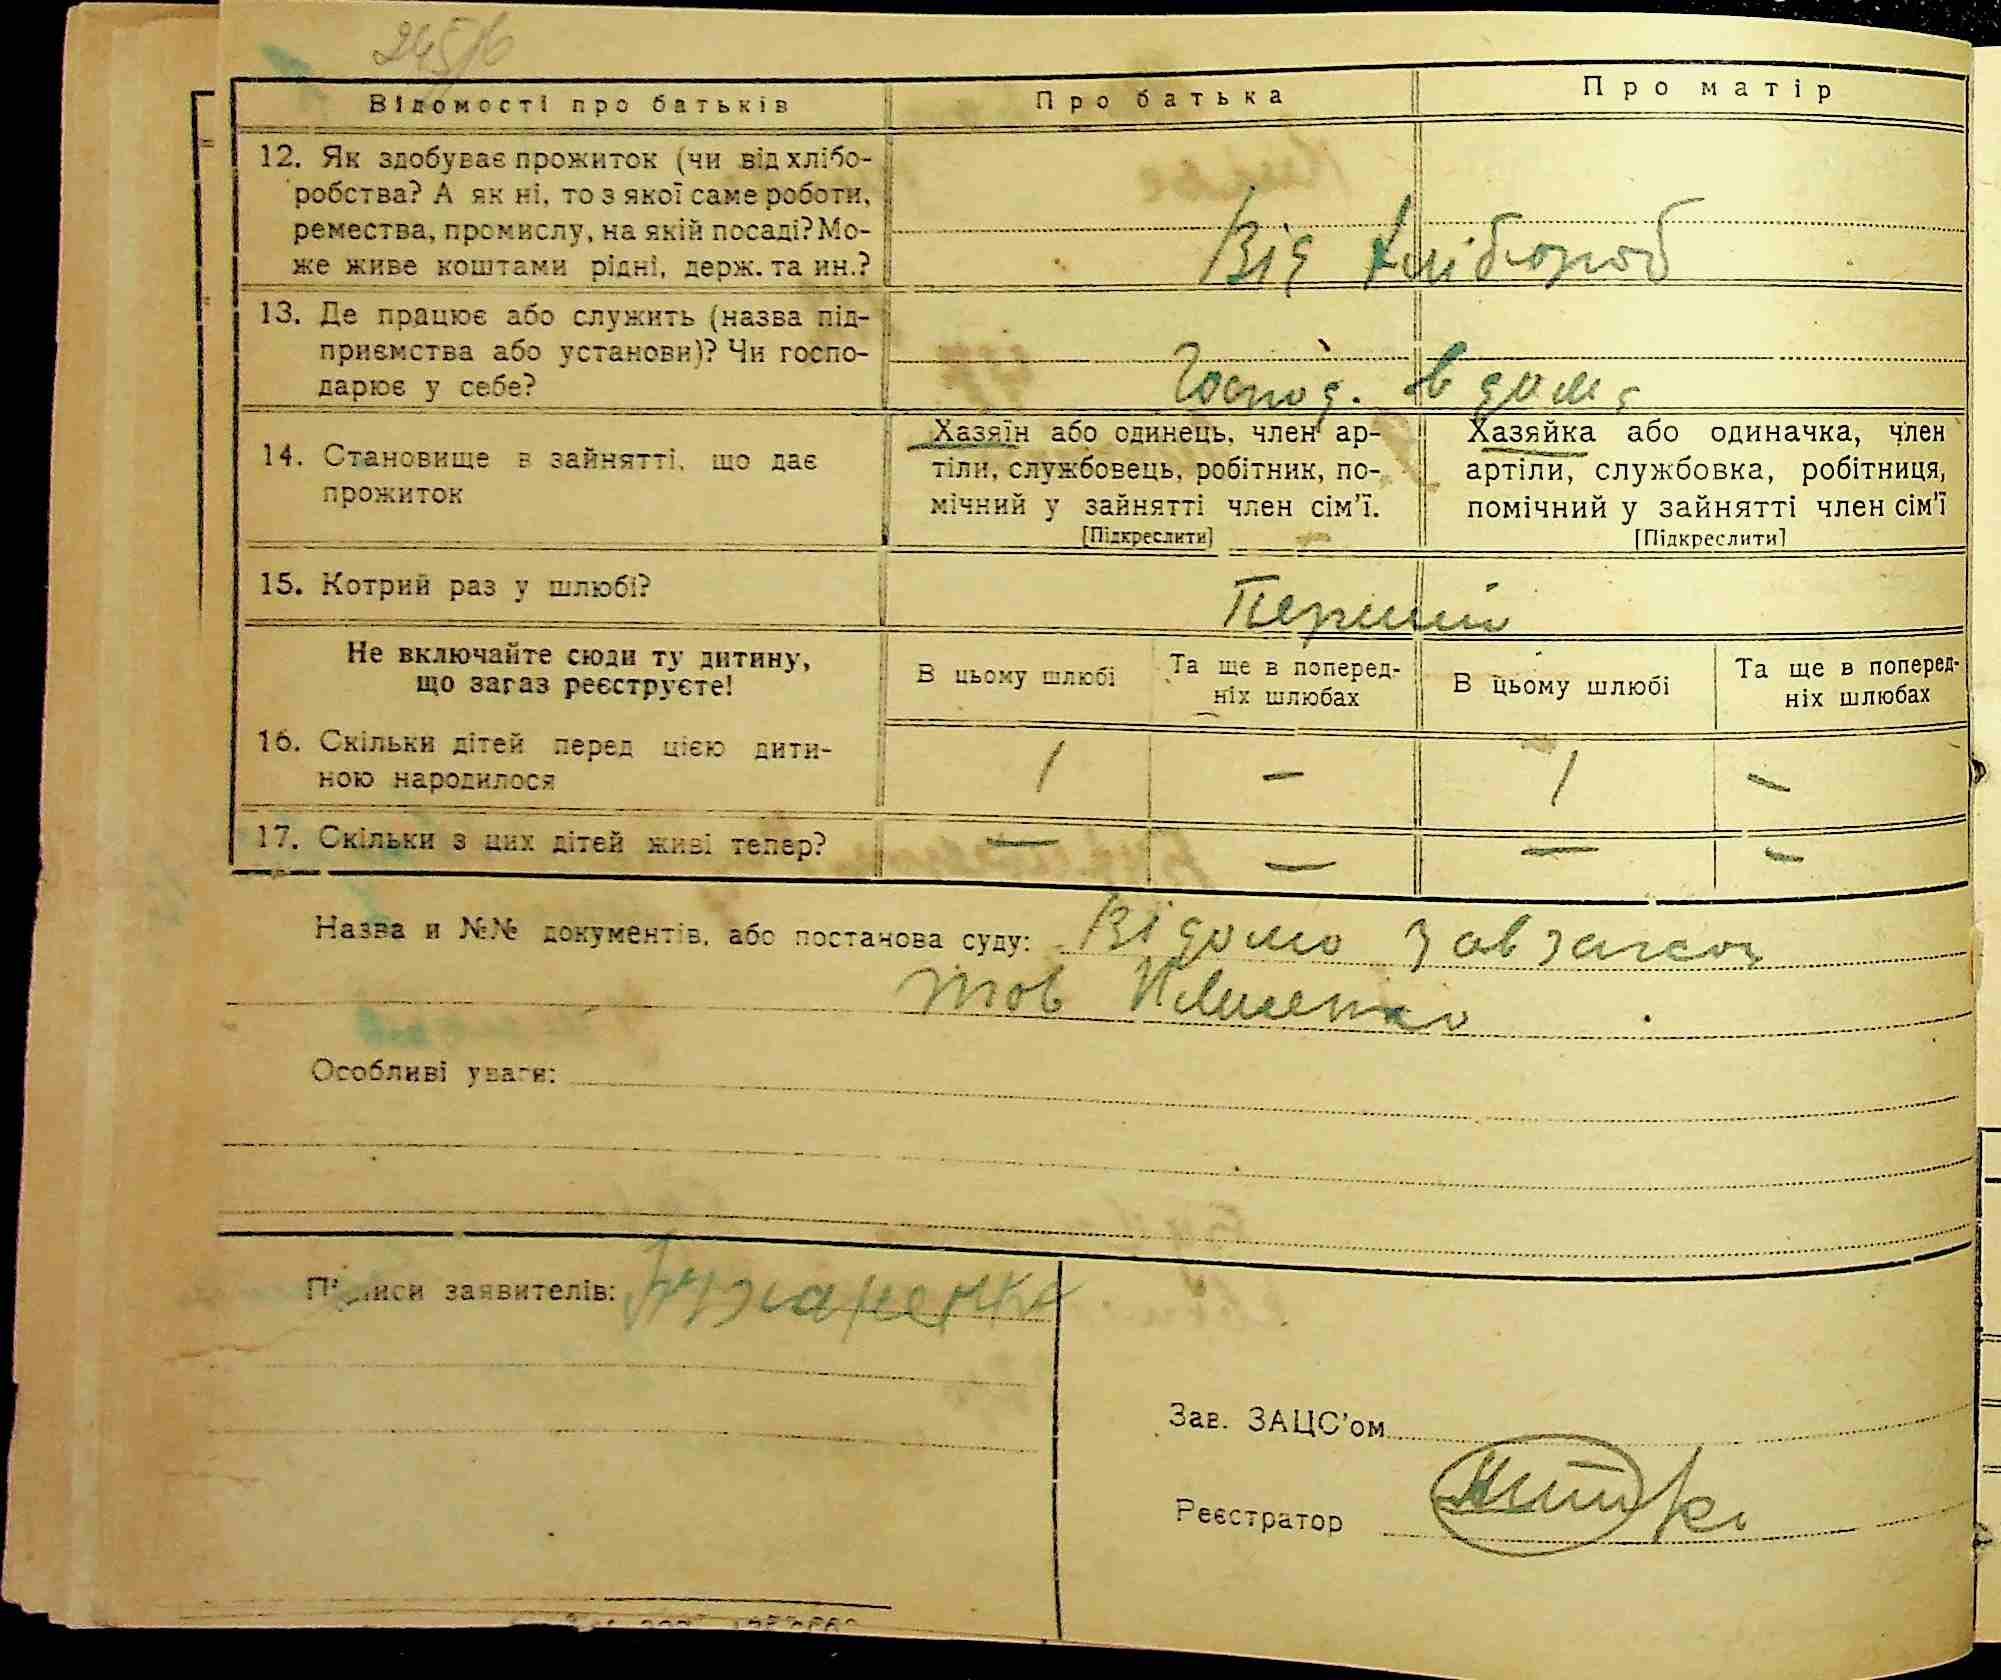 Відомості про батьків
Про батька
Про матір
12. Як здобуває прожиток (чи від хлібо-
робства? А як ні, то з якої саме роботи,
ремества, промислу, на якій посаді? Мо-
же живе коштами рідні, держ. та ин.?
Від хлібороб
13. Де працює або служить (назва під-
приємства або установи)? Чи госпо-
дарює у себе?
Господ. в дома
14. Становище в зайнятті, що дає
прожиток
Хазяїн або одинець, член ар-
тіли, службовець, робітник, по-
мічний у зайнятті член сім'ї.
[Підкреслити]
Хазяйка або одиначка, член
артіли, службовка, робітниця,
помічний у зайнятті член сім'ї
[Підкреслити]
15. Котрий раз у шлюбі?
Перший
Не включайте сюди ту дитину,
що зараз реєструєте!
В цьому шлюбі
Та ще в поперед-
ніх шлюбах
В цьому шлюбі
Та ще в поперед-
ніх шлюбах
16. Скільки дітей перед цією дити-
ною народилося
1 — 1 —
17. Скільки з цих дітей живі тепер?
— — — —
Назва и №№ документів, або постанова суду: Відомо
тов
Особливі уваги:
Підписи заявителів:
Зав. ЗАЦС'ом
Реєстратор